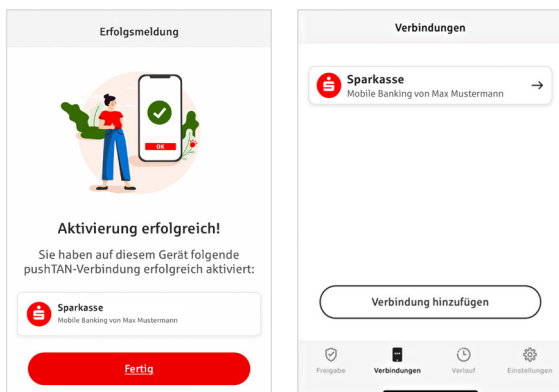 Erfolgsmeldung
OK
Aktivierung erfolgreich!
Sie haben auf diesem Gerät folgende
pushTAN-Verbindung erfolgreich aktiviert:
Sparkasse
Mobile Banking von Max Mustermann
Fertig
Verbindungen
Sparkasse
Mobile Banking von Max Mustermann
Verbindung hinzufügen
Freigabe
Verbindungen
Verlauf
Einstellungen